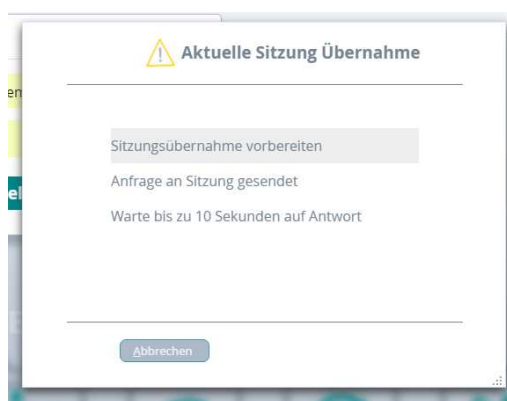 Aktuelle Sitzung Übernahme
Sitzungsübernahme vorbereiten
Anfrage an Sitzung gesendet
Warte bis zu 10 Sekunden auf Antwort
Abbrechen